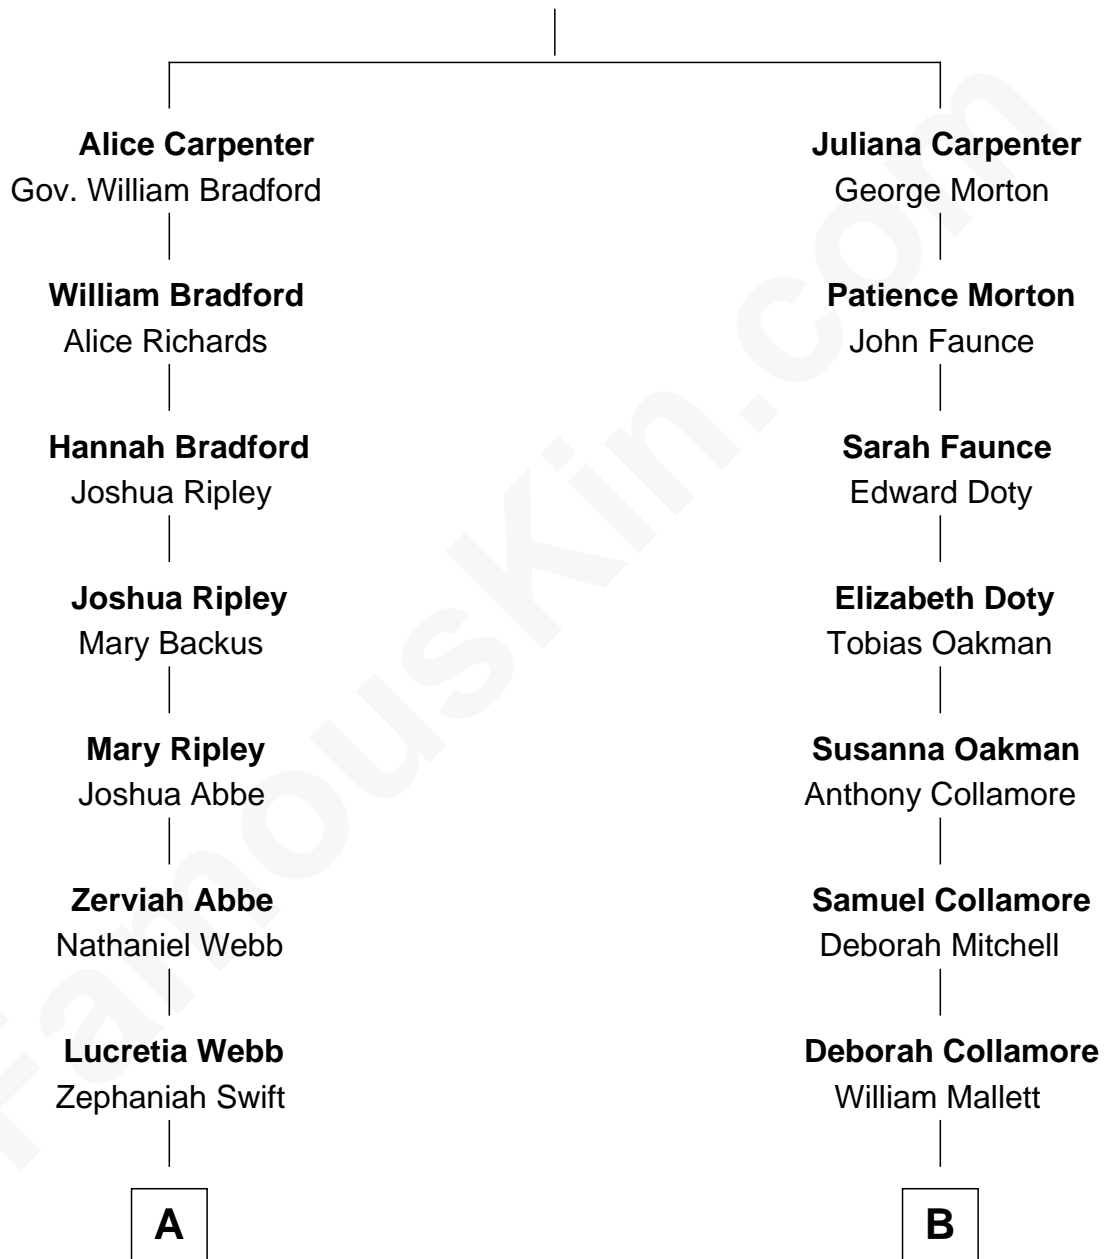 Alice Carpenter
Gov. William Bradford
William Bradford
Alice Richards
Hannah Bradford
Joshua Ripley
Joshua Ripley
Mary Backus
Mary Ripley
Joshua Abbe
Zerviah Abbe
Nathaniel Webb
Lucretia Webb
Zephaniah Swift
A
Juliana Carpenter
George Morton
Patience Morton
John Faunce
Sarah Faunce
Edward Doty
Elizabeth Doty
Tobias Oakman
Susanna Oakman
Anthony Collamore
Samuel Collamore
Deborah Mitchell
Deborah Collamore
William Mallett
B
FamousKin.com